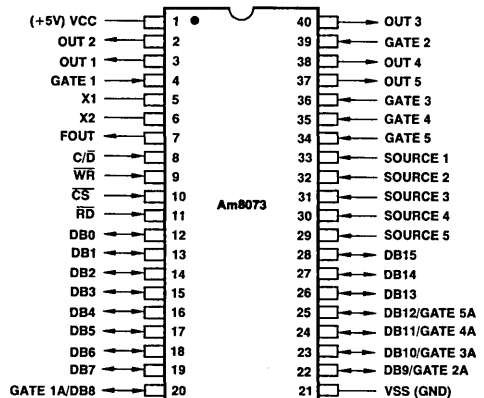 (+5V) VCC 1 40 OUT 3
OUT 2 2 39 GATE 2
OUT 1 3 38 OUT 4
GATE 1 4 37 OUT 5
X1 5 36 GATE 3
X2 6 35 GATE 4
FOUT 7 34 GATE 5
C/D̅ 8 33 SOURCE 1
W̅R̅ 9 32 SOURCE 2
C̅S̅ 10 31 SOURCE 3
Am8073
R̅D̅ 11 30 SOURCE 4
DB0 12 29 SOURCE 5
DB1 13 28 DB15
DB2 14 27 DB14
DB3 15 26 DB13
DB4 16 25 DB12/GATE 5A
DB5 17 24 DB11/GATE 4A
DB6 18 23 DB10/GATE 3A
DB7 19 22 DB9/GATE 2A
GATE 1A/DB8 20 21 VSS (GND)